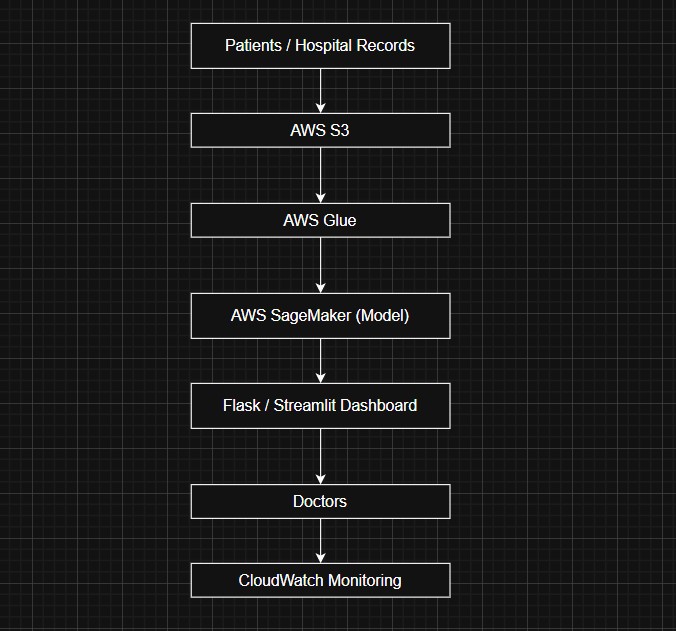 Patients / Hospital Records
AWS S3
AWS Glue
AWS SageMaker (Model)
Flask / Streamlit Dashboard
Doctors
CloudWatch Monitoring